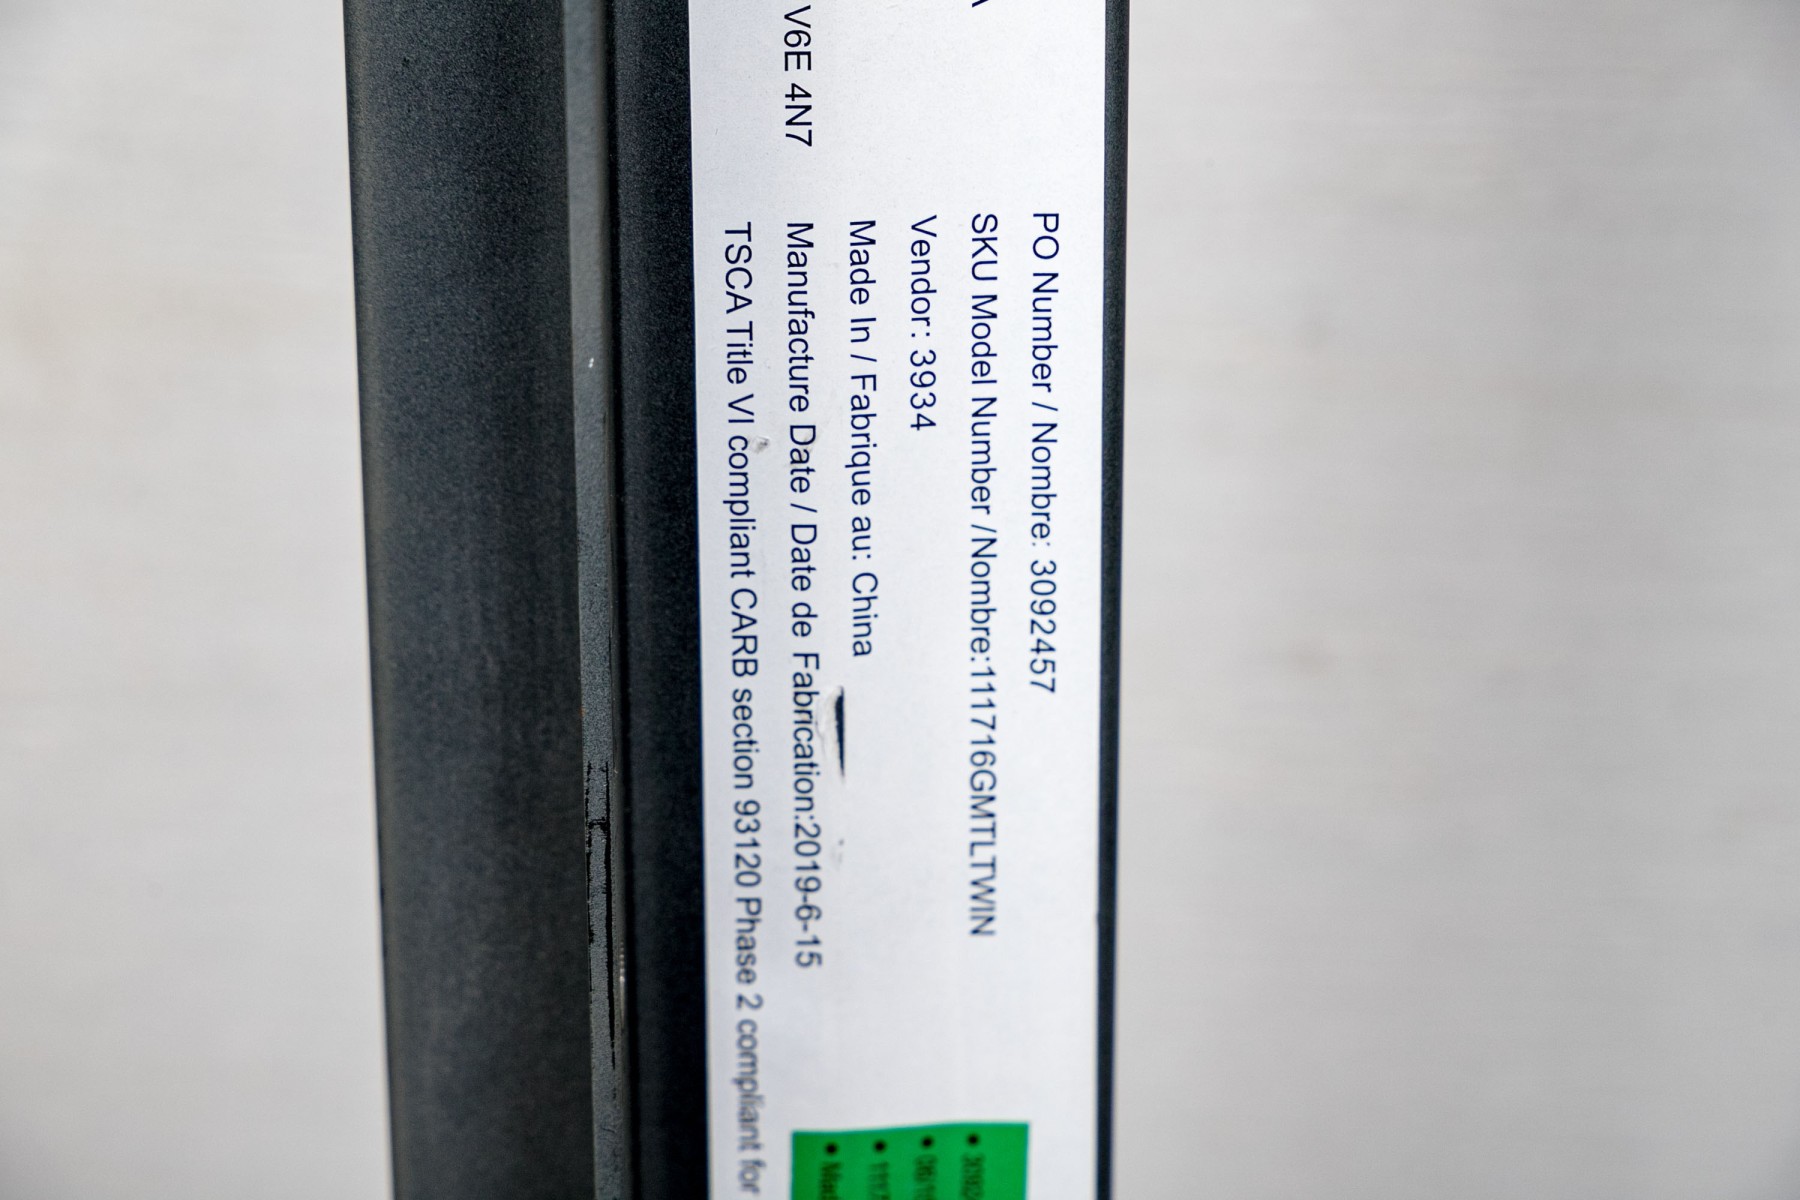 V6E 4N7
PO Number / Nombre: 3092457
SKU Model Number /Nombre:111716GMTLTWIN
Vendor: 3934
Made In / Fabrique au: China
Manufacture Date / Date de Fabrication:2019-6-15
TSCA Title VI compliant CARB section 93120 Phase 2 compliant for